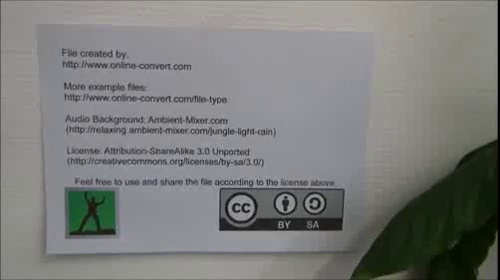 File created by:
http://www.online-convert.com
More example files:
http://www.online-convert.com/file-type
Audio Background: Ambient-Mixer.com
(http://relaxing.ambient-mixer.com/jungle-light-rain)
License: Attribution-ShareAlike 3.0 Unported
(http://creativecommons.org/licenses/by-sa/3.0/)
Feel free to use and share the file according to the license above
cc
BY SA